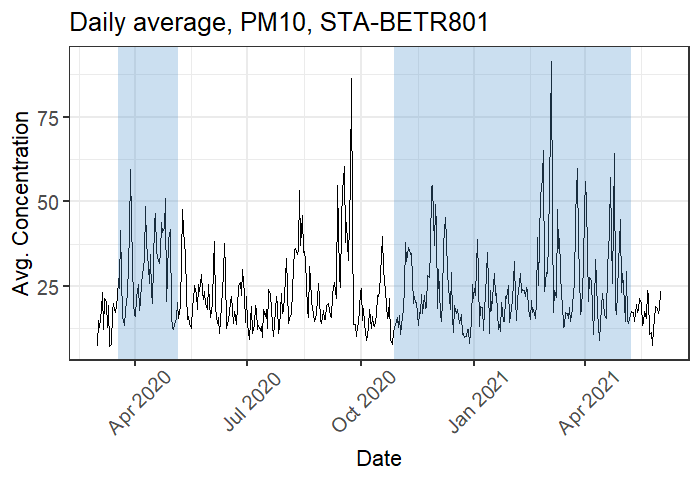 Daily average, PM10, STA-BETR801
Avg. Concentration
75
50
25
Apr 2020
Jul 2020
Oct 2020
Jan 2021
Apr 2021
Date